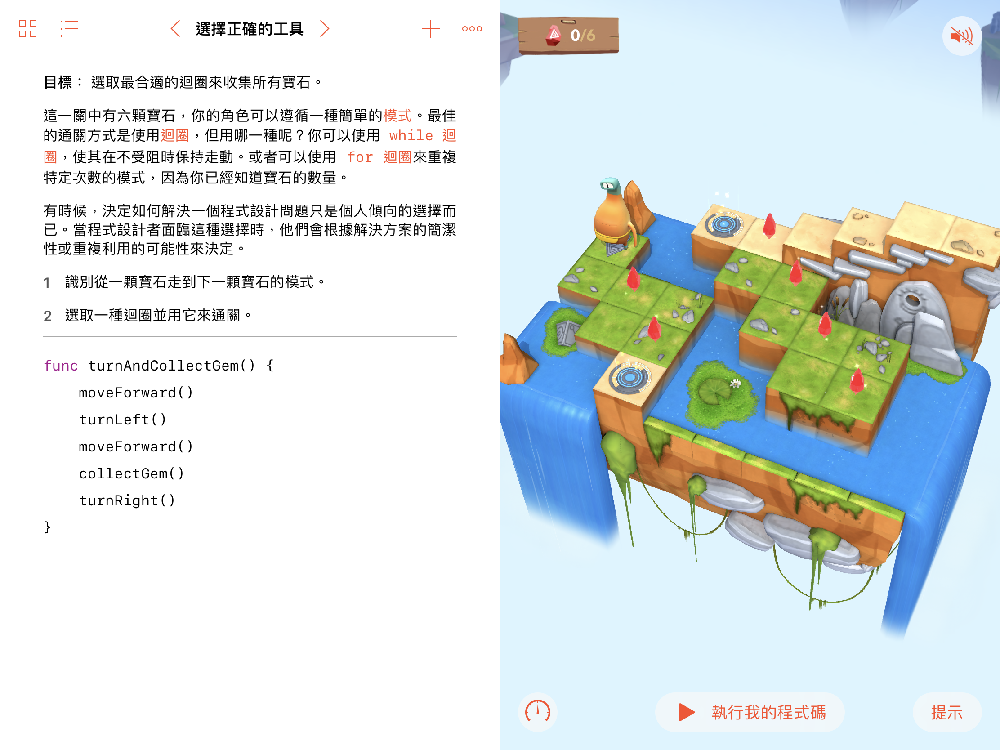 選擇正確的工具
目標： 選取最合適的迴圈來收集所有寶石。
這一關中有六顆寶石，你的角色可以遵循一種簡單的模式。最佳
的通關方式是使用迴圈，但用哪一種呢？你可以使用 while 迴
圈，使其在不受阻時保持走動。或者可以使用 for 迴圈來重複
特定次數的模式，因為你已經知道寶石的數量。
有時候，決定如何解決一個程式設計問題只是個人傾向的選擇而
已。當程式設計者面臨這種選擇時，他們會根據解決方案的簡潔
性或重複利用的可能性來決定。
1 識別從一顆寶石走到下一顆寶石的模式。
2 選取一種迴圈並用它來通關。
func turnAndCollectGem() {
moveForward()
turnLeft()
moveForward()
collectGem()
turnRight()
}
0/6
執行我的程式碼
提示